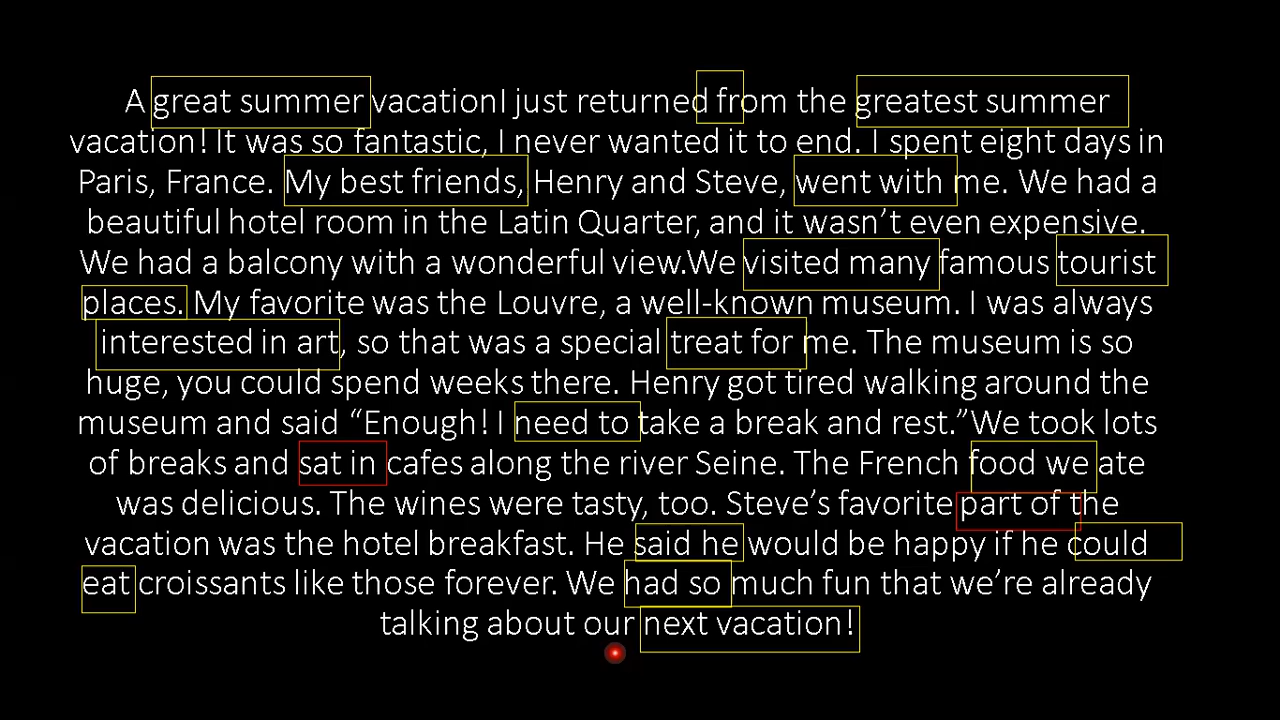 A great summer vacationI just returned from the greatest summer
vacation! It was so fantastic, I never wanted it to end. I spent eight days in
Paris, France. My best friends, Henry and Steve, went with me. We had a
beautiful hotel room in the Latin Quarter, and it wasn’t even expensive.
We had a balcony with a wonderful view.We visited many famous tourist
places. My favorite was the Louvre, a well-known museum. I was always
interested in art, so that was a special treat for me. The museum is so
huge, you could spend weeks there. Henry got tired walking around the
museum and said “Enough! I need to take a break and rest.”We took lots
of breaks and sat in cafes along the river Seine. The French food we ate
was delicious. The wines were tasty, too. Steve’s favorite part of the
vacation was the hotel breakfast. He said he would be happy if he could
eat croissants like those forever. We had so much fun that we’re already
talking about our next vacation!